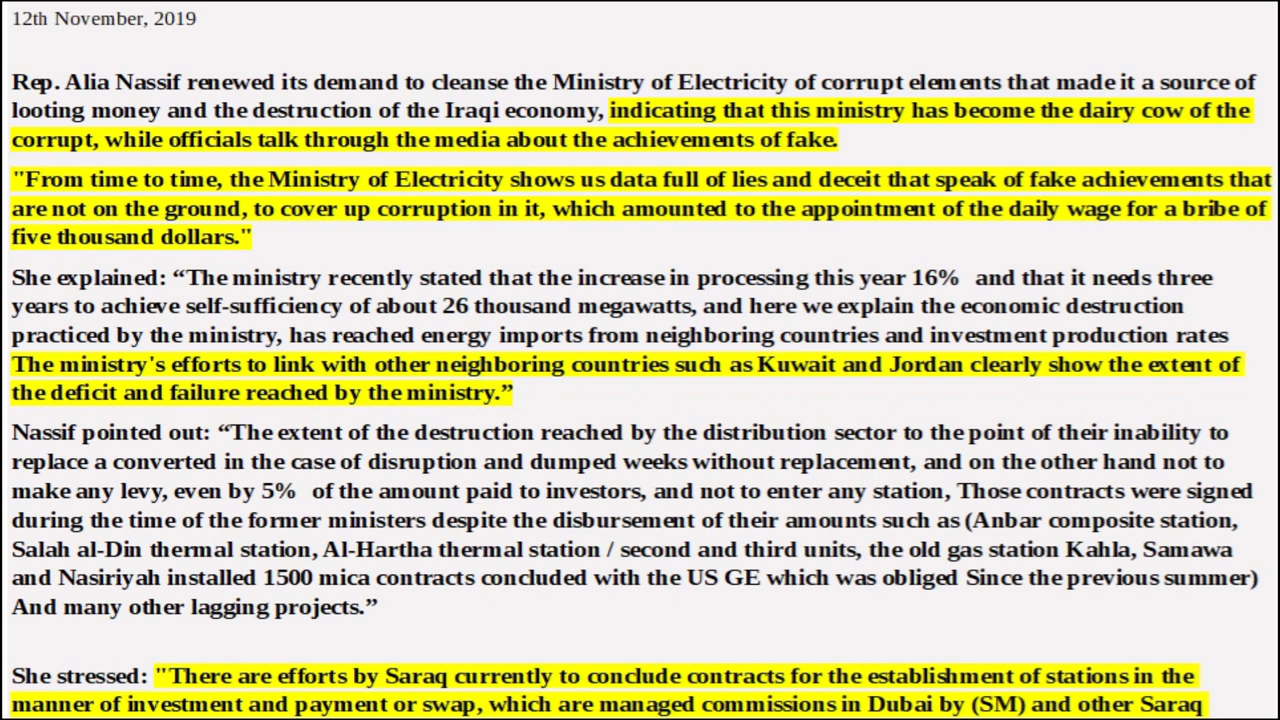 12th November, 2019
Rep. Alia Nassif renewed its demand to cleanse the Ministry of Electricity of corrupt elements that made it a source of
looting money and the destruction of the Iraqi economy, indicating that this ministry has become the dairy cow of the
corrupt, while officials talk through the media about the achievements of fake.
"From time to time, the Ministry of Electricity shows us data full of lies and deceit that speak of fake achievements that
are not on the ground, to cover up corruption in it, which amounted to the appointment of the daily wage for a bribe of
five thousand dollars."
She explained: “The ministry recently stated that the increase in processing this year 16% and that it needs three
years to achieve self-sufficiency of about 26 thousand megawatts, and here we explain the economic destruction
practiced by the ministry, has reached energy imports from neighboring countries and investment production rates
The ministry's efforts to link with other neighboring countries such as Kuwait and Jordan clearly show the extent of
the deficit and failure reached by the ministry.”
Nassif pointed out: “The extent of the destruction reached by the distribution sector to the point of their inability to
replace a converted in the case of disruption and dumped weeks without replacement, and on the other hand not to
make any levy, even by 5% of the amount paid to investors, and not to enter any station, Those contracts were signed
during the time of the former ministers despite the disbursement of their amounts such as (Anbar composite station,
Salah al-Din thermal station, Al-Hartha thermal station / second and third units, the old gas station Kahla, Samawa
and Nasiriyah installed 1500 mica contracts concluded with the US GE which was obliged Since the previous summer)
And many other lagging projects.”
She stressed: "There are efforts by Saraq currently to conclude contracts for the establishment of stations in the
manner of investment and payment or swap, which are managed commissions in Dubai by (SM) and other Saraq